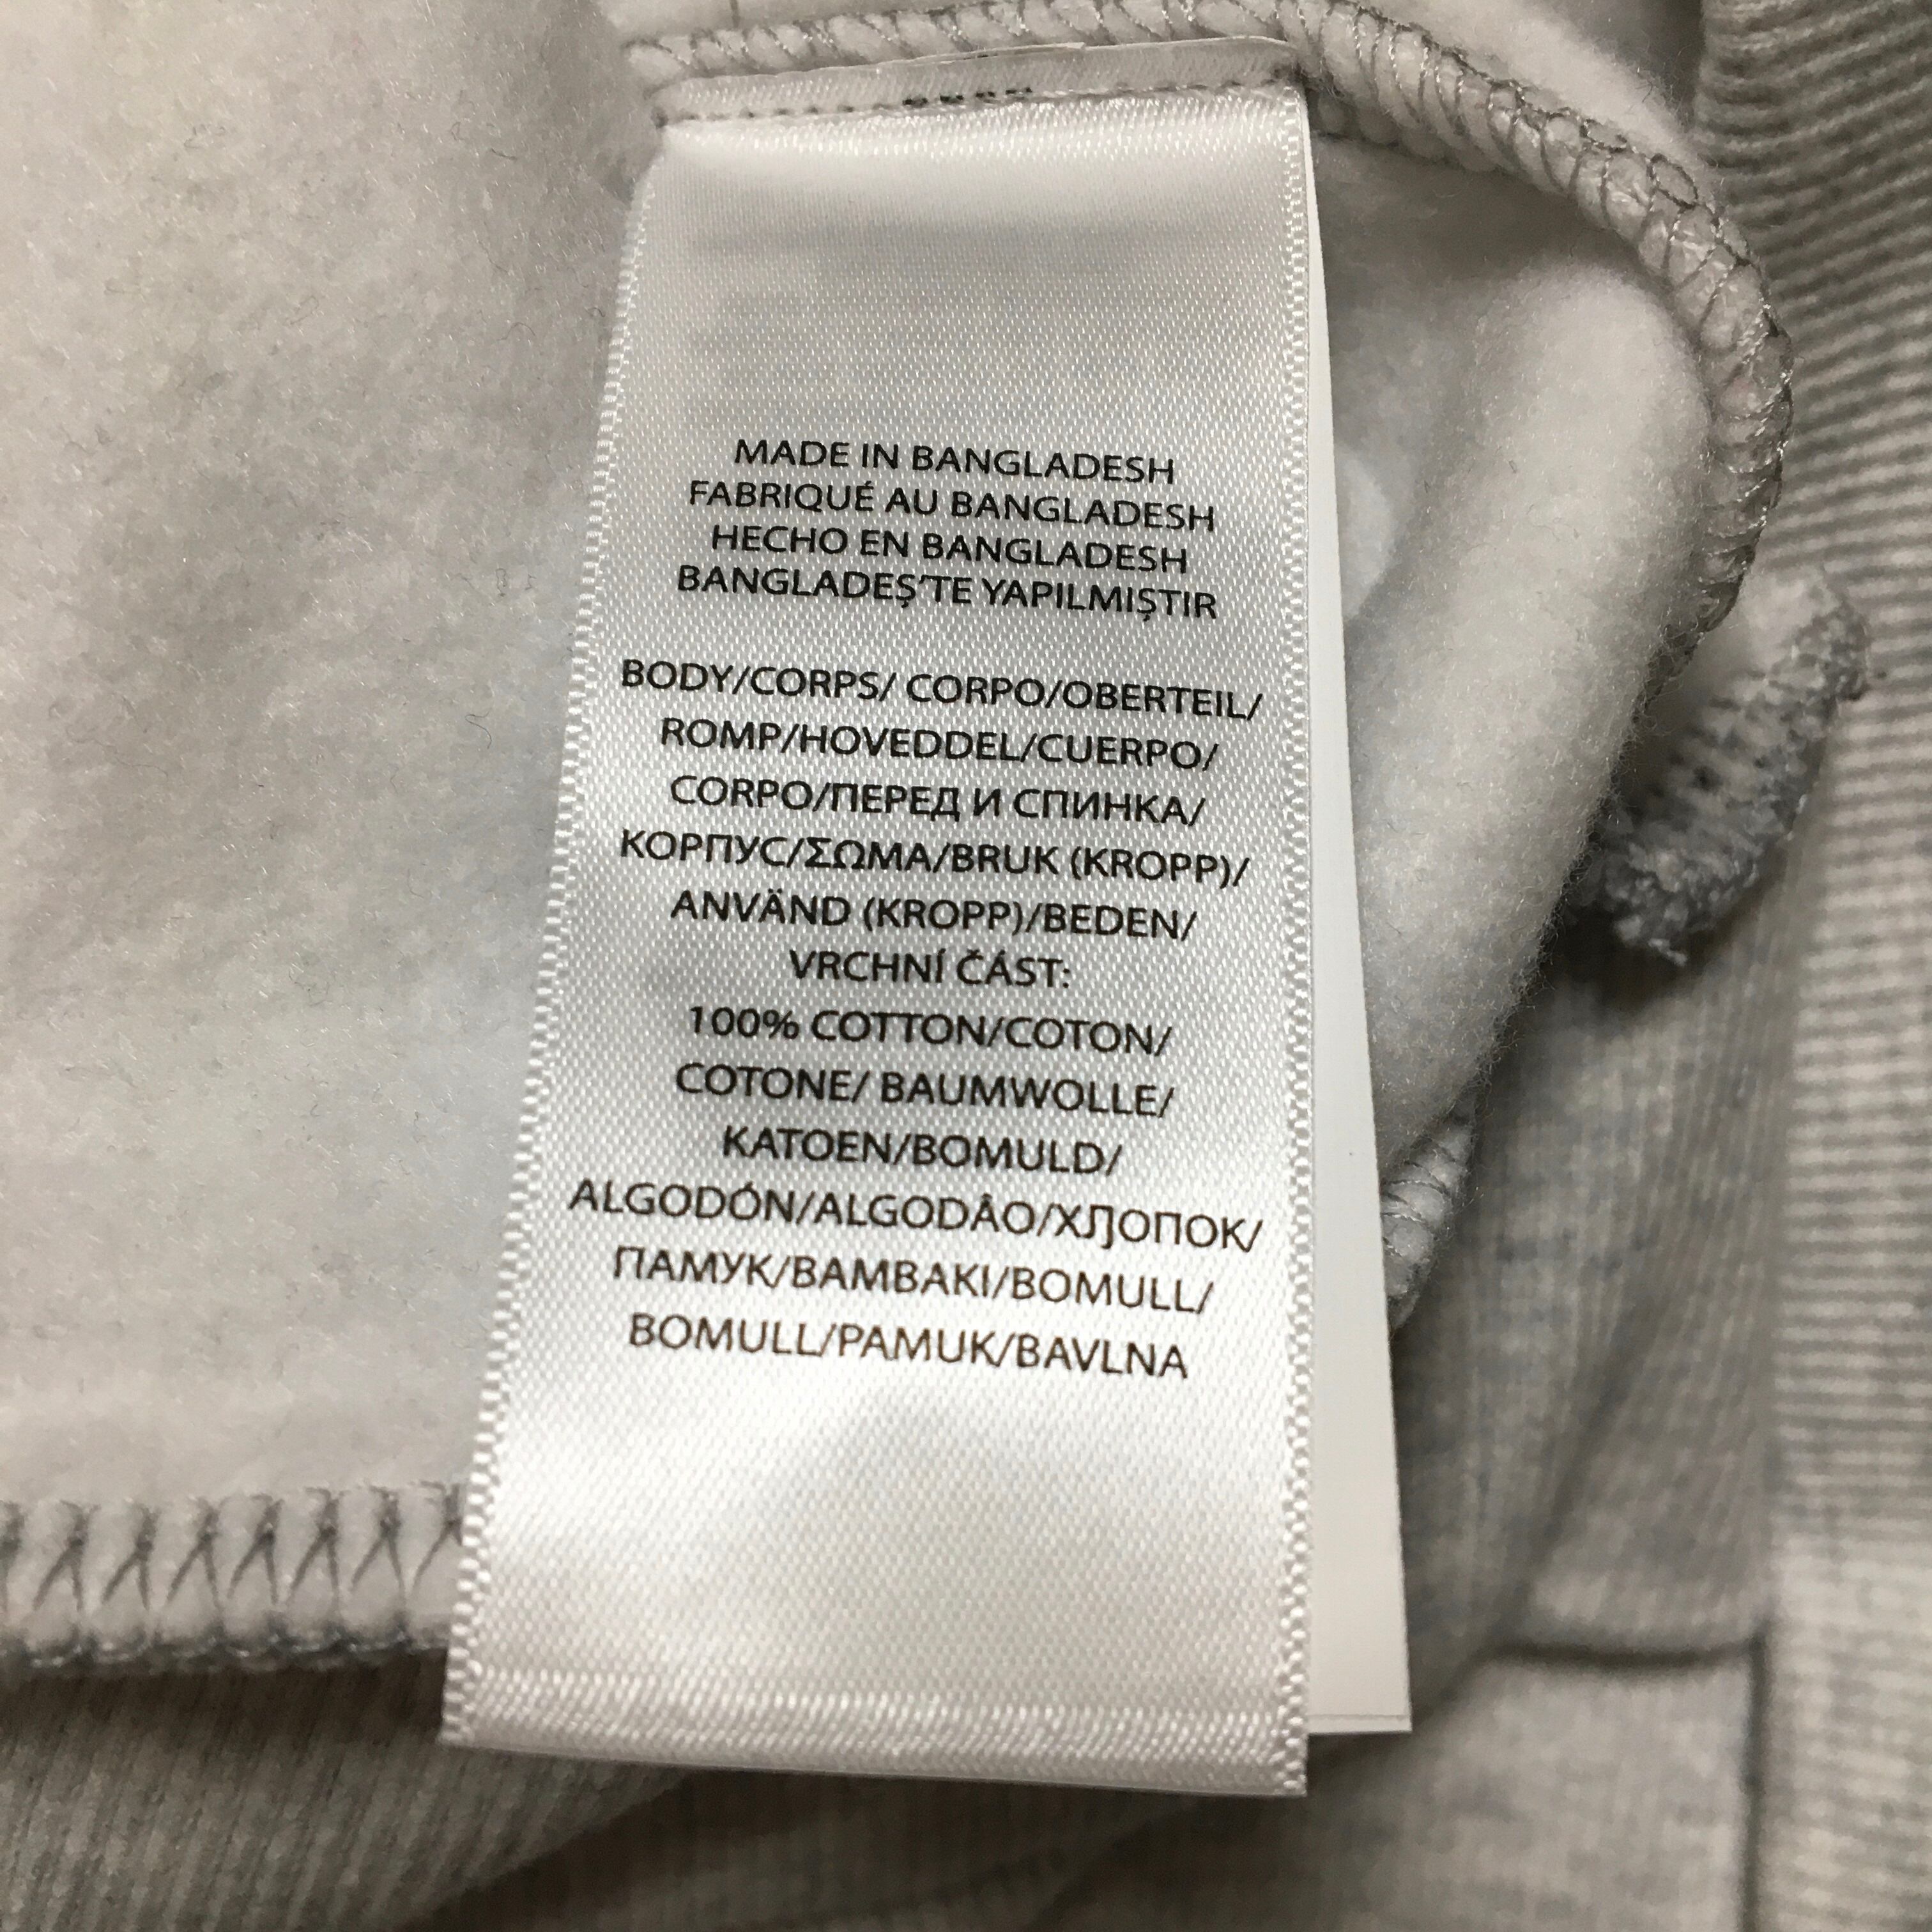 MADE IN BANGLADESH
FABRIQUÉ AU BANGLADESH
HECHO EN BANGLADESH
BANGLADEŞ'TE YAPILMIŞTIR
BODY/CORPS/ CORPO/OBERTEIL/
ROMP/HOVEDDEL/CUERPO/
CORPO/ПЕРЕД И СПИНКА/
КОРПУС/ΣΩΜΑ/BRUK (KROPP)/
ANVÄND (KROPP)/BEDEN/
VRCHNÍ ČÁST:
100% COTTON/COTON/
COTONE/ BAUMWOLLE/
KATOEN/BOMULD/
ALGODÓN/ALGODÂO/ХЛОПОК/
ПАМУК/BAMBAKI/BOMULL/
BOMULL/PAMUK/BAVLNA